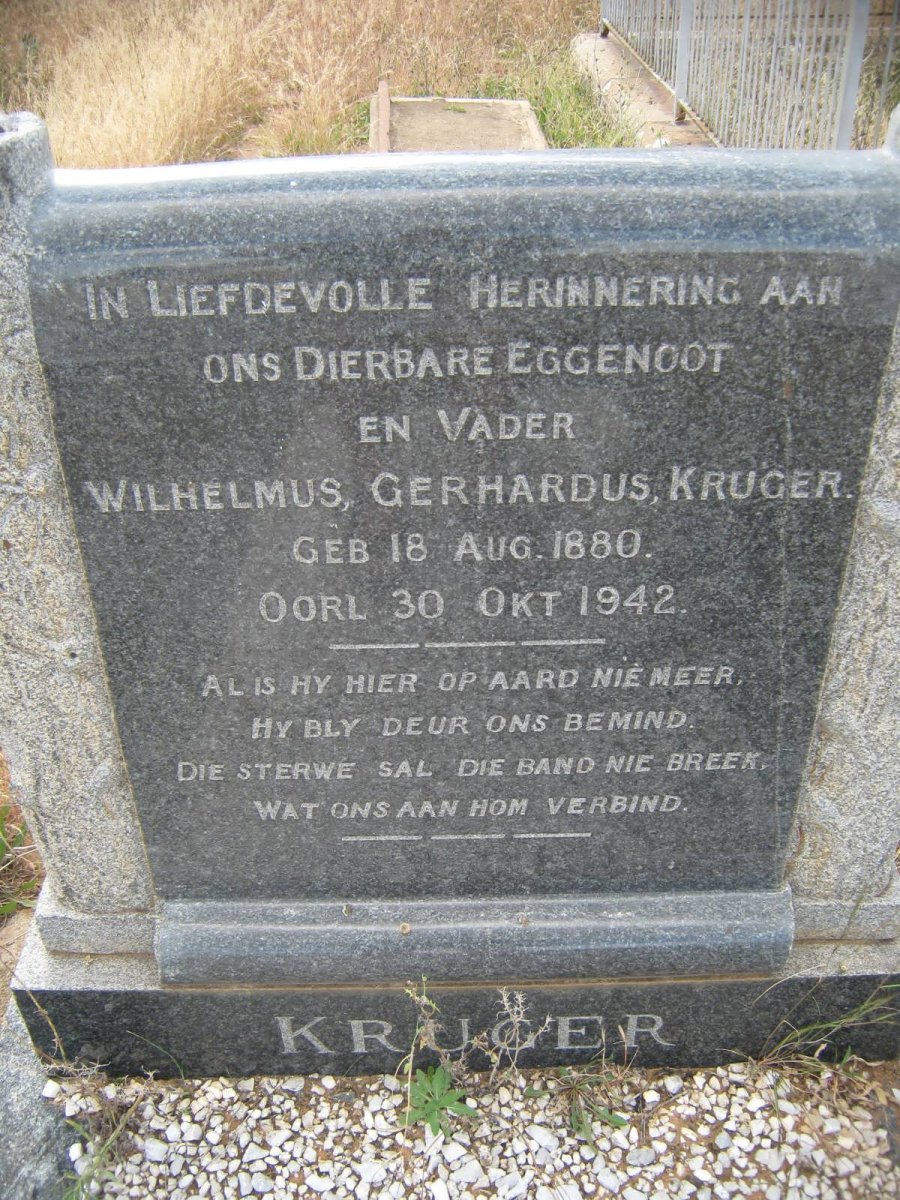 IN LIEFDEVOLLE HERINNERING AAN
ONS DIERBARE EGGENOOT
EN VADER
WILHELMUS, GERHARDUS, KRUGER.
GEB 18 AUG. 1880.
OORL 30 OKT 1942.
AL IS HY HIER OP AARD NIE MEER,
HY BLY DEUR ONS BEMIND.
DIE STERWE SAL DIE BAND NIE BREEK,
WAT ONS AAN HOM VERBIND.
KRUGER